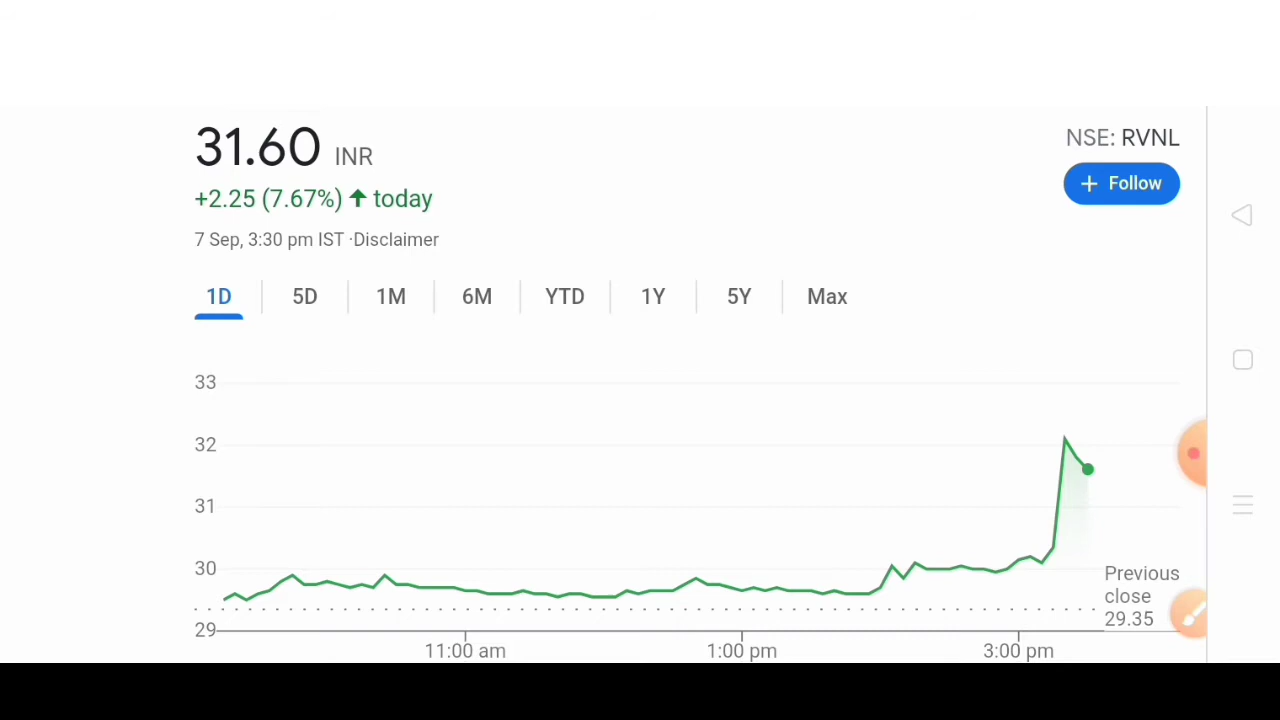 31.60 INR
NSE: RVNL
+2.25 (7.67%) ↑ today
+ Follow
7 Sep, 3:30 pm IST ·Disclaimer
1D 5D 1M 6M YTD 1Y 5Y Max
33
32
31
30
29
Previous
close
29.35
11:00 am 1:00 pm 3:00 pm